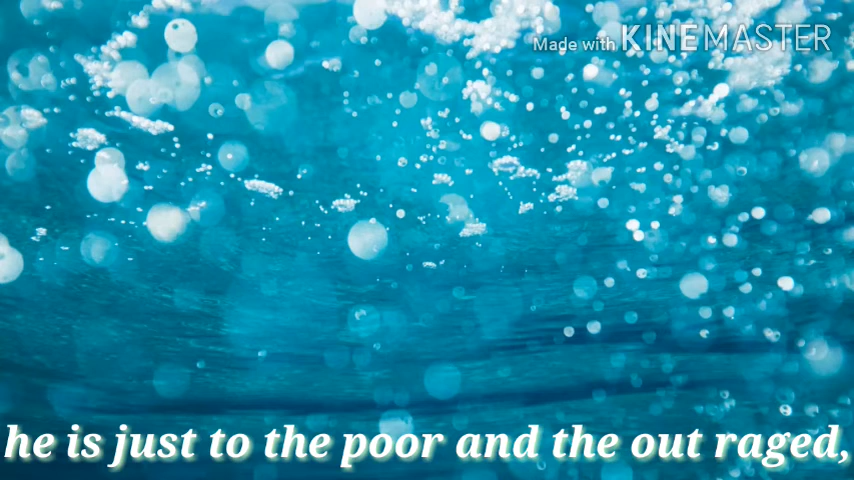 Made with KINEMASTER
he is just to the poor and the out raged,